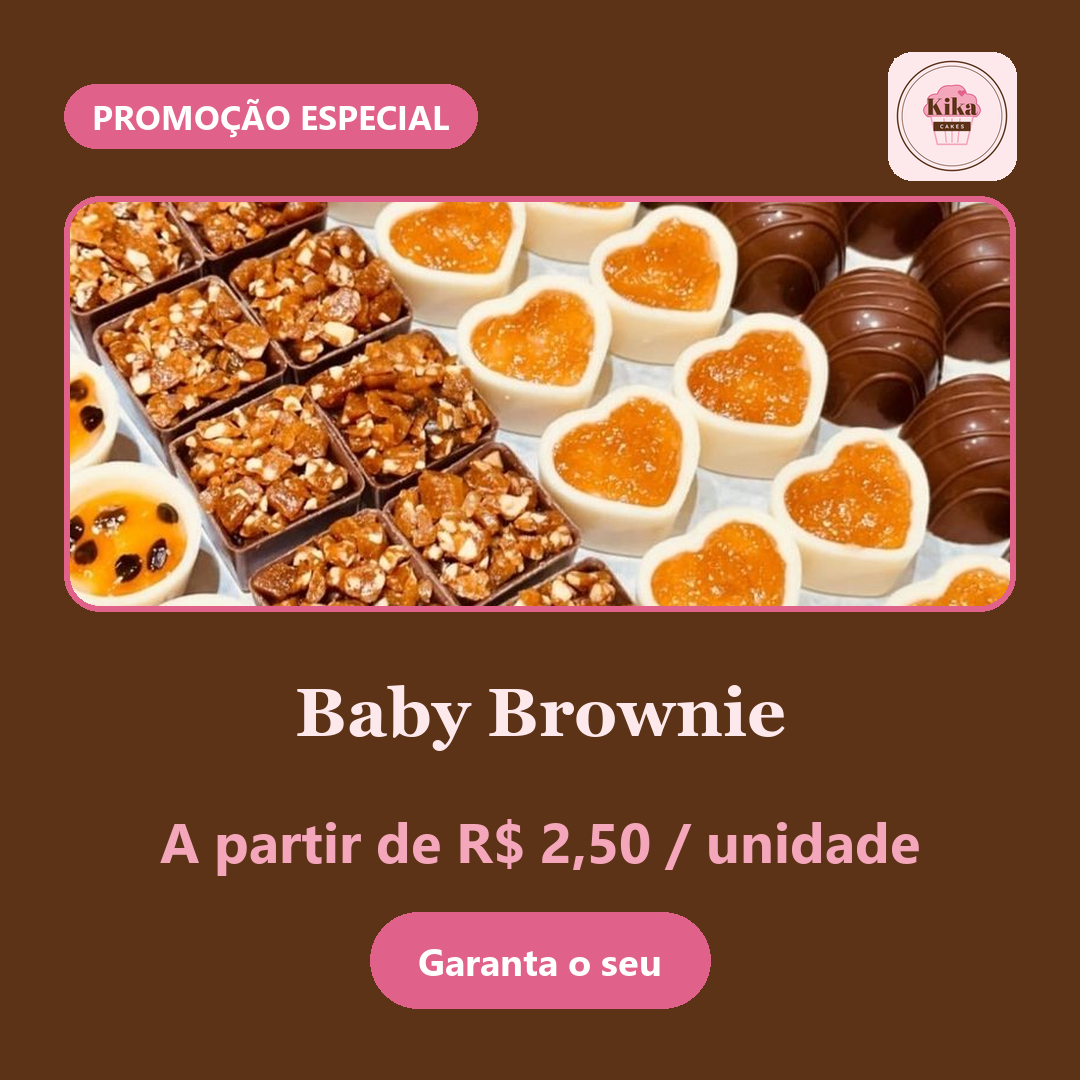 PROMOÇÃO ESPECIAL
Kika
CAKES
Baby Brownie
A partir de R$ 2,50 / unidade
Garanta o seu